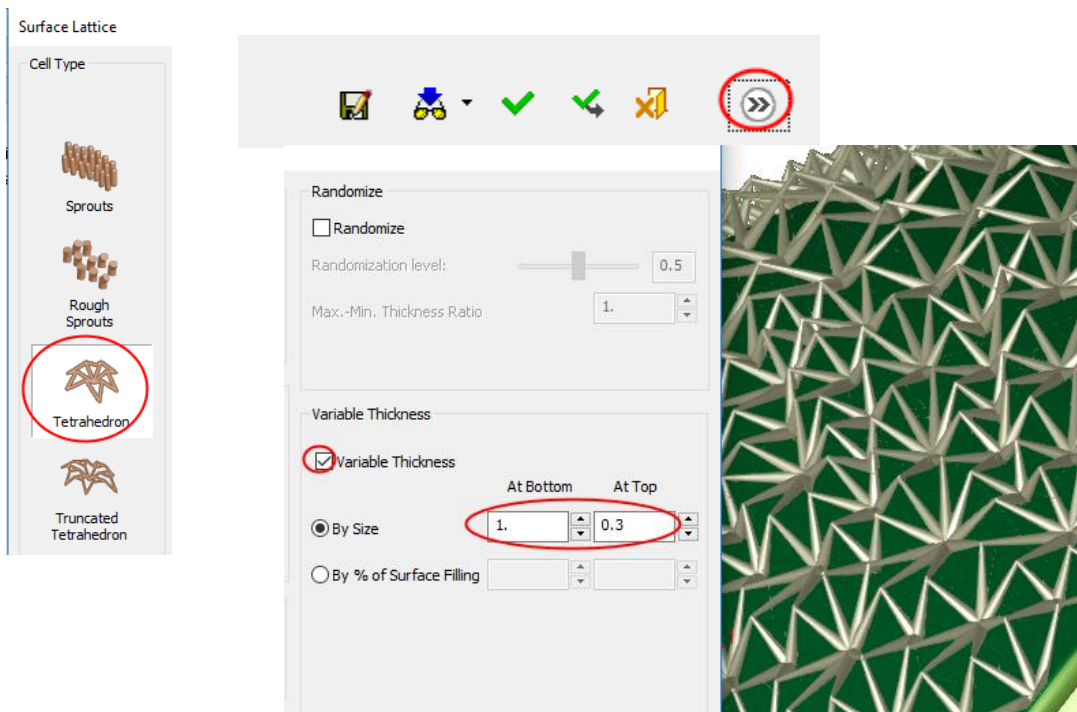 Surface Lattice
Cell Type
Sprouts
Rough
Sprouts
Tetrahedron
Truncated
Tetrahedron
Randomize
Randomize
Randomization level:
0.5
Max.-Min. Thickness Ratio
1.
Variable Thickness
Variable Thickness
At Bottom At Top
By Size 1. 0.3
By % of Surface Filling